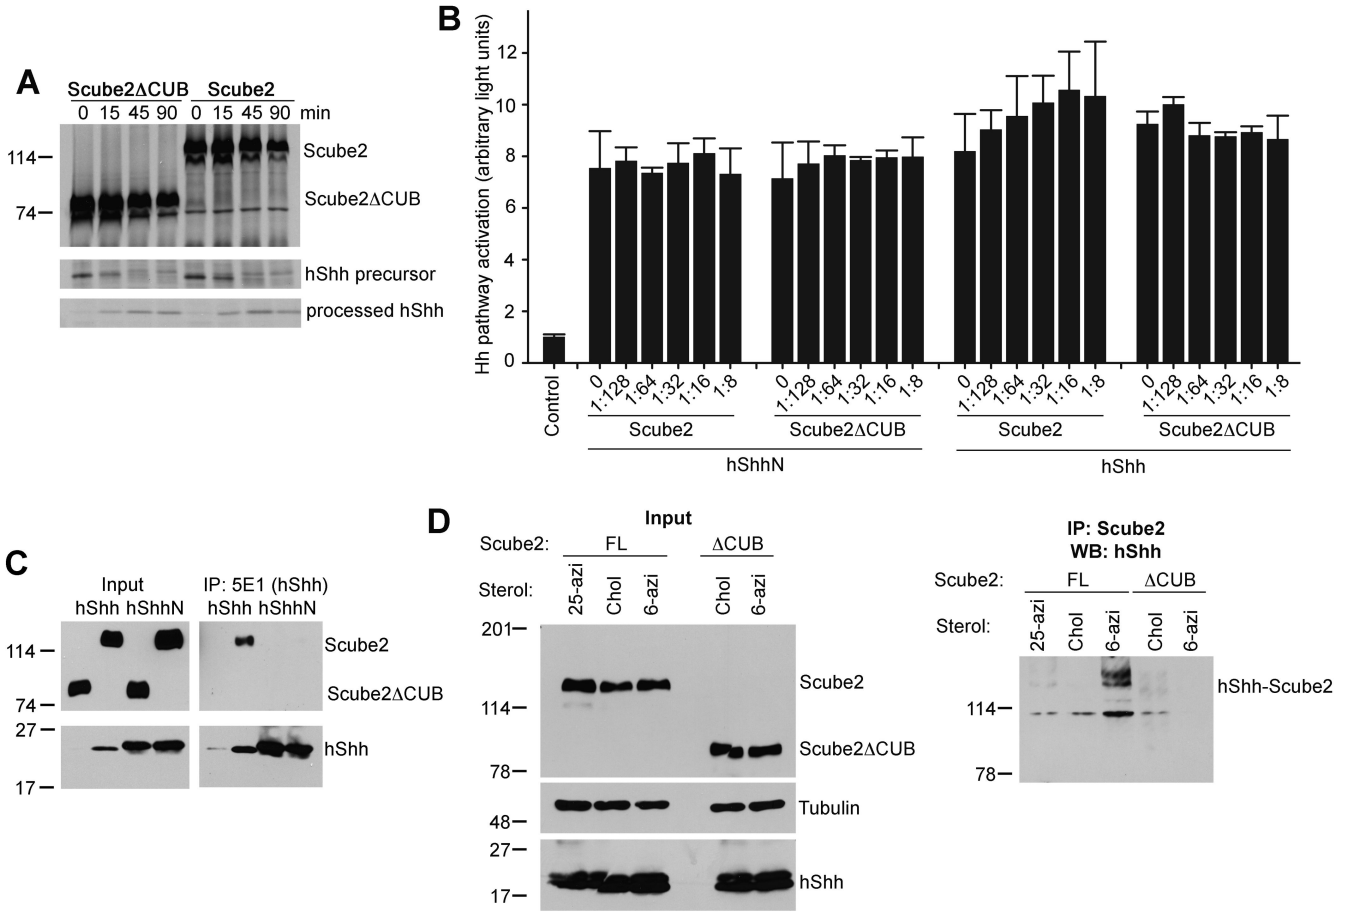 A
Scube2ΔCUB Scube2
0 15 45 90 0 15 45 90 min
114
74
Scube2
Scube2ΔCUB
hShh precursor
processed hShh
B
Hh pathway activation (arbitrary light units)
12
10
8
6
4
2
0
Control
0 1:128 1:64 1:32 1:16 1:8
0 1:128 1:64 1:32 1:16 1:8
0 1:128 1:64 1:32 1:16 1:8
0 1:128 1:64 1:32 1:16 1:8
Scube2 Scube2ΔCUB Scube2 Scube2ΔCUB
hShhN hShh
C
Input IP: 5E1 (hShh)
hShh hShhN hShh hShhN
114
74
27
17
Scube2
Scube2ΔCUB
hShh
D
Input
Scube2: FL ΔCUB
Sterol: 25-azi Chol 6-azi Chol 6-azi
201
114
78
48
27
17
Scube2
Scube2ΔCUB
Tubulin
hShh
IP: Scube2
WB: hShh
Scube2: FL ΔCUB
Sterol: 25-azi Chol 6-azi Chol 6-azi
114
78
hShh-Scube2